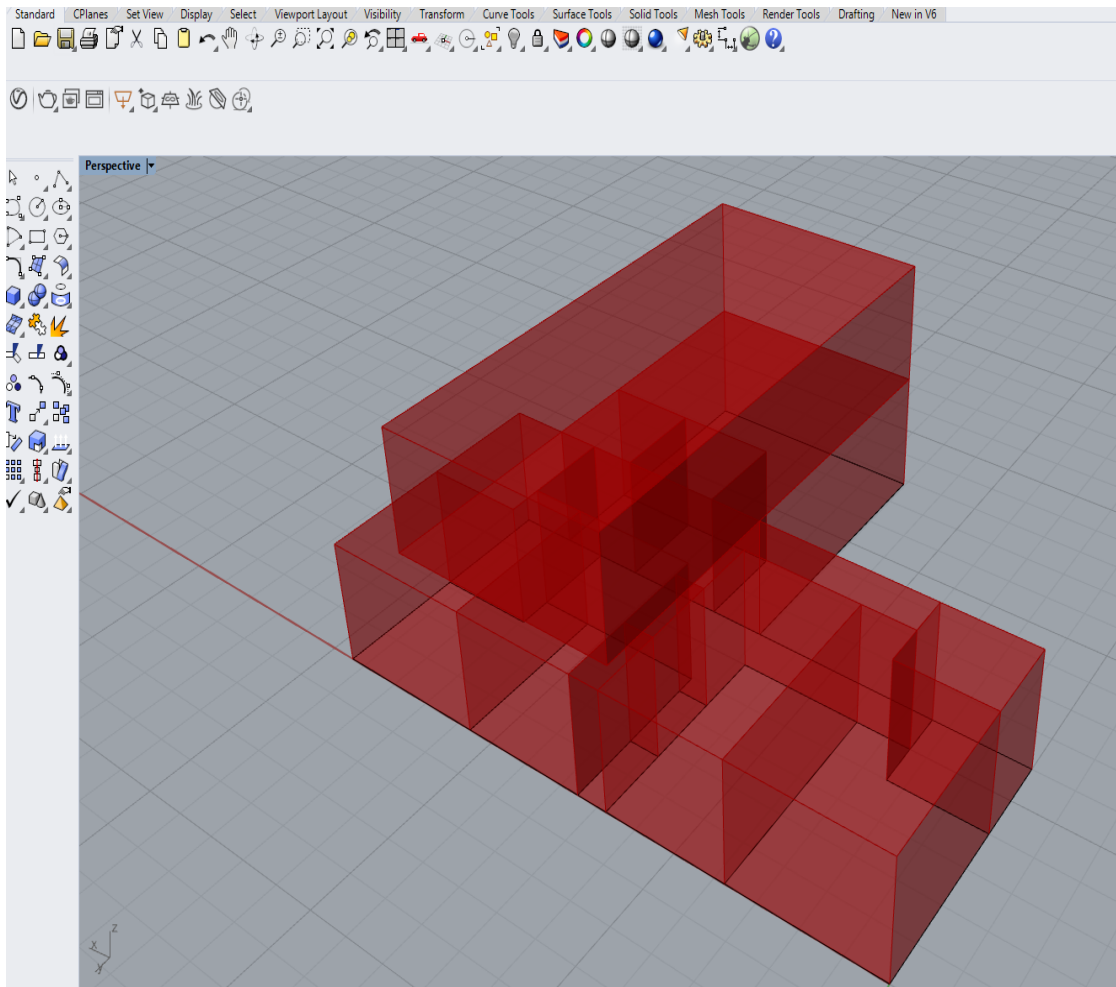 Standard CPlanes Set View Display Select Viewport Layout Visibility Transform Curve Tools Surface Tools Solid Tools Mesh Tools Render Tools Drafting New in V6
Perspective
z
x
y